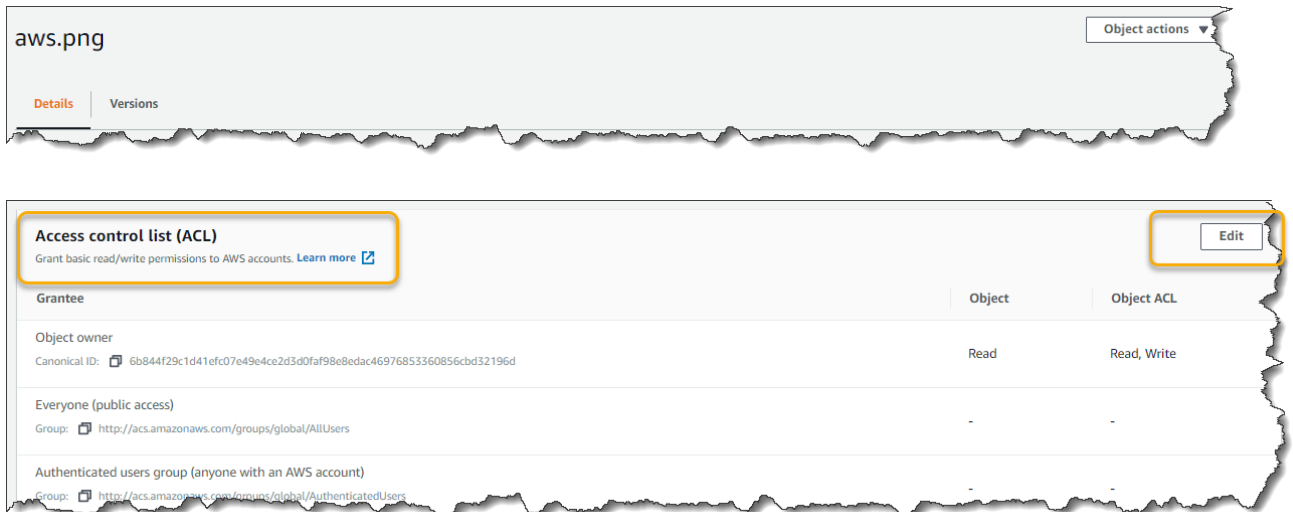 aws.png
Object actions
Details
Versions
Access control list (ACL)
Edit
Grant basic read/write permissions to AWS accounts. Learn more
Grantee
Object
Object ACL
Object owner
Canonical ID: 6b844f29c1d41efc07e49e4ce2d3d0faf98e8edac46976853360856cbd32196d
Read
Read, Write
Everyone (public access)
Group: http://acs.amazonaws.com/groups/global/AllUsers
-
-
Authenticated users group (anyone with an AWS account)
Group: http://acs.amazonaws.com/groups/global/AuthenticatedUsers
-
-